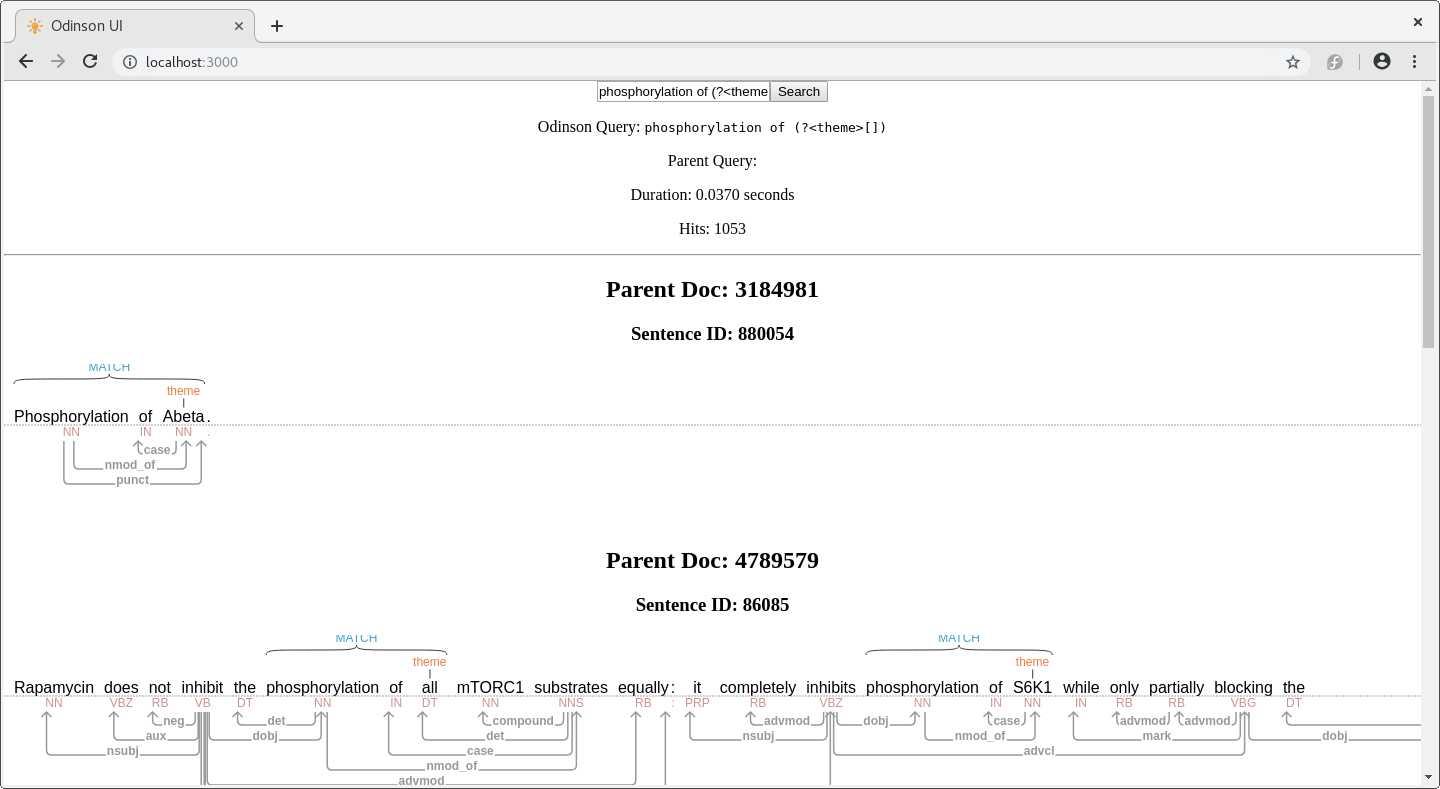 Odinson UI
localhost:3000
phosphorylation of (?<theme Search
Odinson Query: phosphorylation of (?<theme>[])
Parent Query:
Duration: 0.0370 seconds
Hits: 1053
Parent Doc: 3184981
Sentence ID: 880054
MATCH
theme
Phosphorylation of Abeta .
NN IN NN .
case
nmod_of
punct
Parent Doc: 4789579
Sentence ID: 86085
MATCH MATCH
theme theme
Rapamycin does not inhibit the phosphorylation of all mTORC1 substrates equally : it completely inhibits phosphorylation of S6K1 while only partially blocking the
NN VBZ RB VB DT NN IN DT NN NNS RB : PRP RB VBZ NN IN NN IN RB RB VBG DT
neg det compound advmod dobj case advmod advmod
aux dobj det nsubj nmod_of mark dobj
nsubj case advcl
nmod_of
advmod